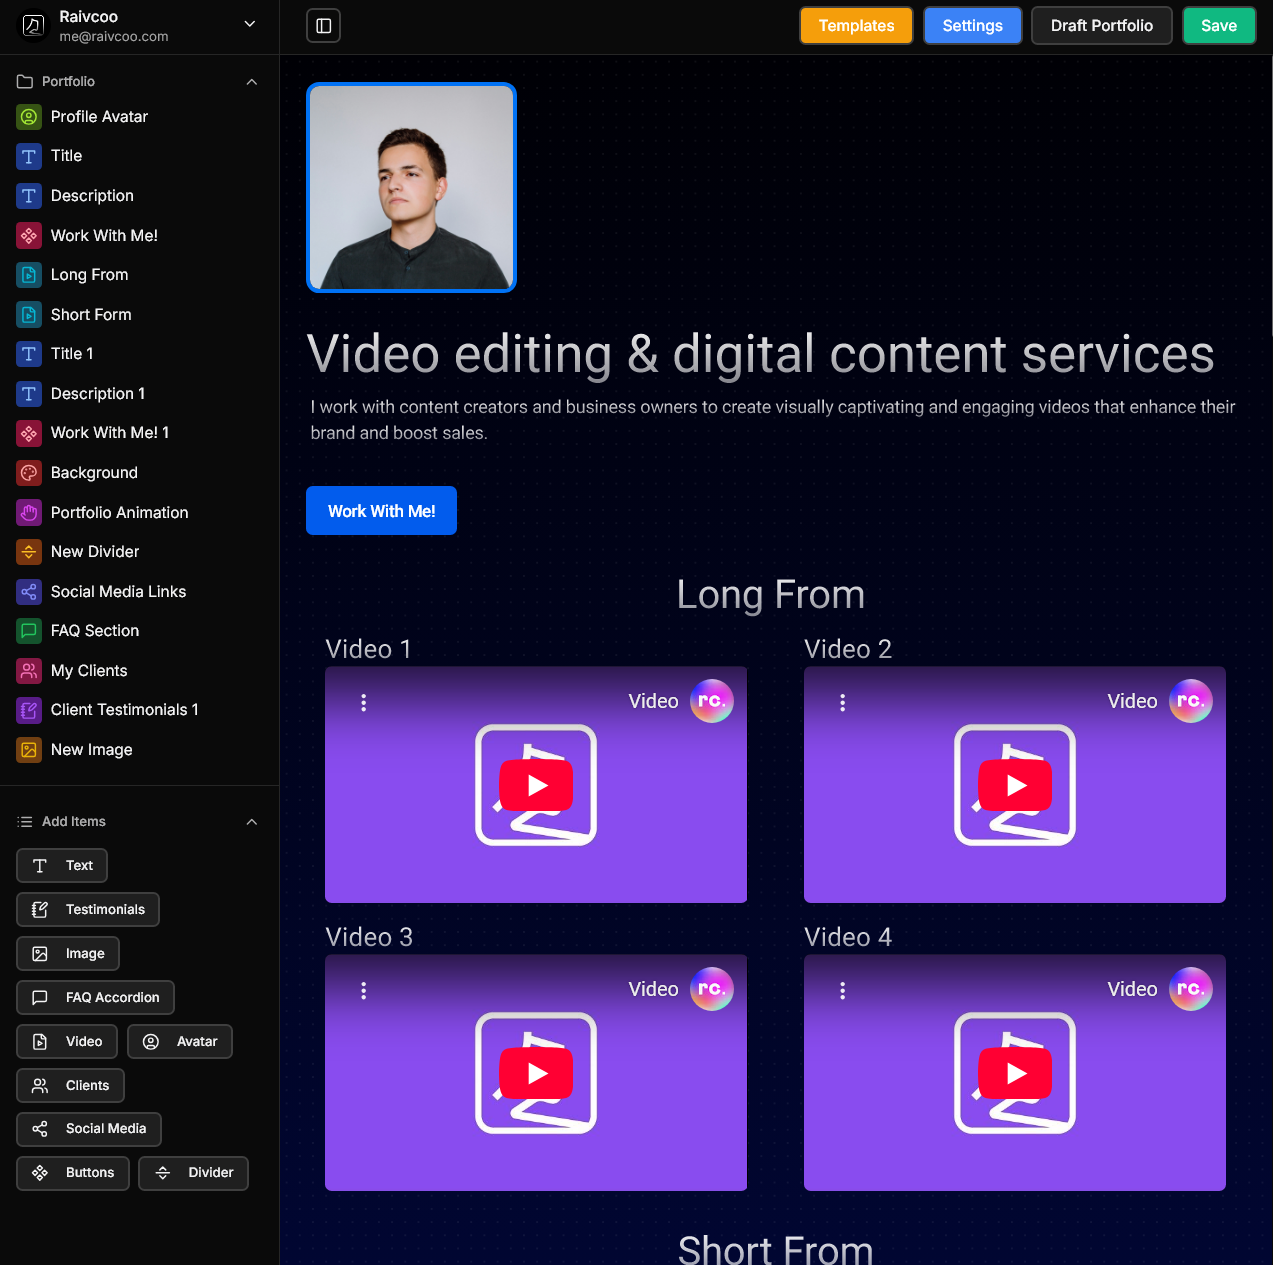 Raivcoo
me@raivcoo.com
Templates
Settings
Draft Portfolio
Save
Portfolio
Profile Avatar
Title
Description
Work With Me!
Long From
Short Form
Title 1
Description 1
Work With Me! 1
Background
Portfolio Animation
New Divider
Social Media Links
FAQ Section
My Clients
Client Testimonials 1
New Image
Add Items
Text
Testimonials
Image
FAQ Accordion
Video
Avatar
Clients
Social Media
Buttons
Divider
Video editing & digital content services
I work with content creators and business owners to create visually captivating and engaging videos that enhance their
brand and boost sales.
Work With Me!
Long From
Video 1
Video
rc.
Video 2
Video
rc.
Video 3
Video
rc.
Video 4
Video
rc.
Short From